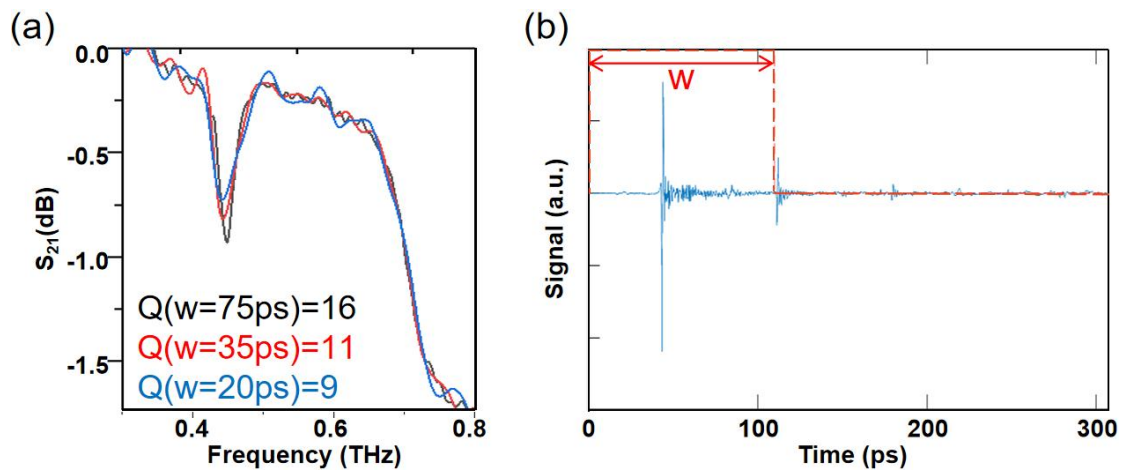 (a)
0.0
-0.5
-1.0
-1.5
S21(dB)
Q(w=75ps)=16
Q(w=35ps)=11
Q(w=20ps)=9
0.4 0.6 0.8
Frequency (THz)
(b)
W
Signal (a.u.)
0 100 200 300
Time (ps)